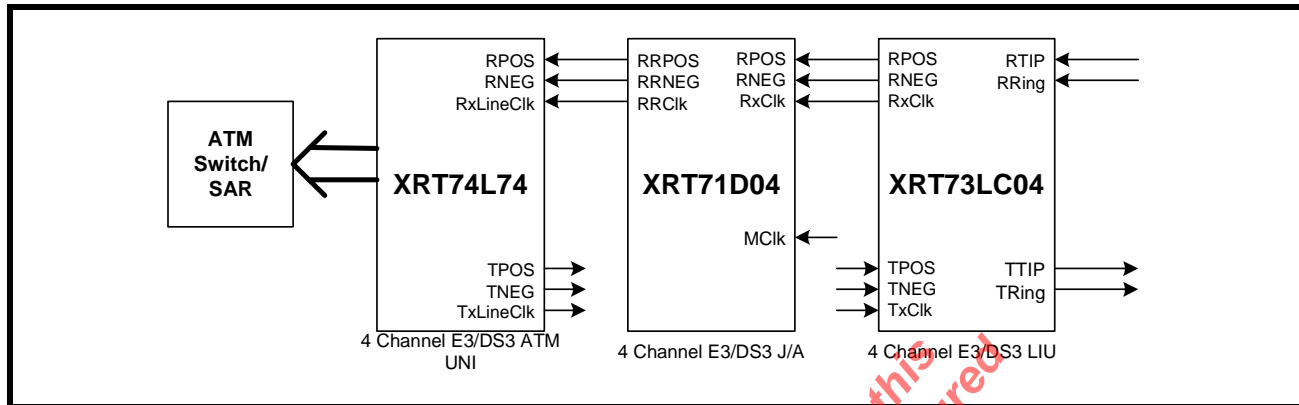 RPOS
RNEG
RxLineClk
RRPOS
RRNEG
RRClk
RPOS
RNEG
RxClk
RPOS
RNEG
RxClk
RTIP
RRing
ATM
Switch/
SAR
XRT74L74
XRT71D04
XRT73LC04
MClk
TPOS
TNEG
TxLineClk
TPOS
TNEG
TxClk
TTIP
TRing
4 Channel E3/DS3 ATM
UNI
4 Channel E3/DS3 J/A
4 Channel E3/DS3 LIU
this